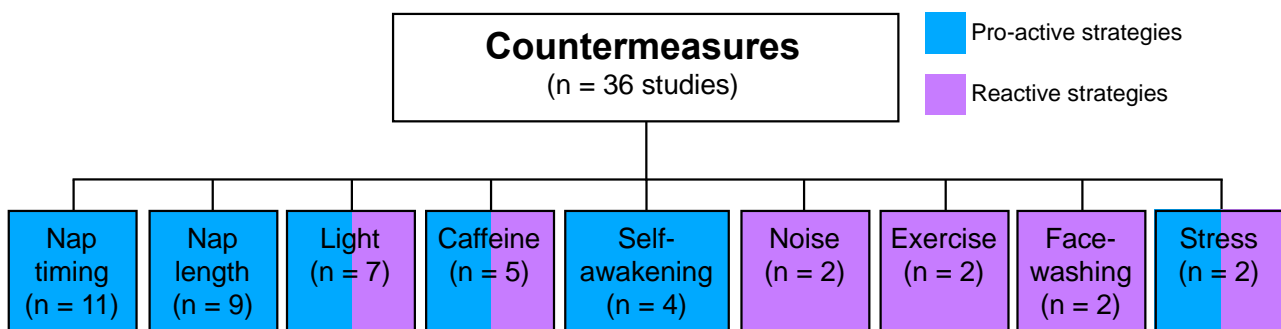 Countermeasures
(n = 36 studies)
Pro-active strategies
Reactive strategies
Nap
timing
(n = 11)
Nap
length
(n = 9)
Light
(n = 7)
Caffeine
(n = 5)
Self-
awakening
(n = 4)
Noise
(n = 2)
Exercise
(n = 2)
Face-
washing
(n = 2)
Stress
(n = 2)